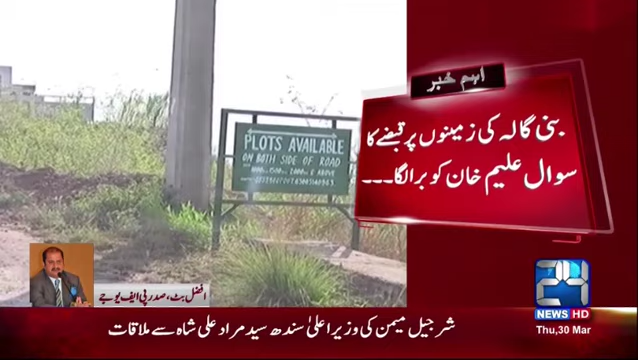 اہم خبر
بنی گالہ کی زمینوں پر قبضے کا
سوال علیم خان کو برا لگا ۔۔۔
PLOTS AVAILABLE
ON BOTH SIDE OF ROAD
افضل بٹ، صدر پی ایف یو جے
شرجیل میمن کی وزیراعلیٰ سندھ سید مراد علی شاہ سے ملاقات
24
NEWS HD
Thu,30 Mar